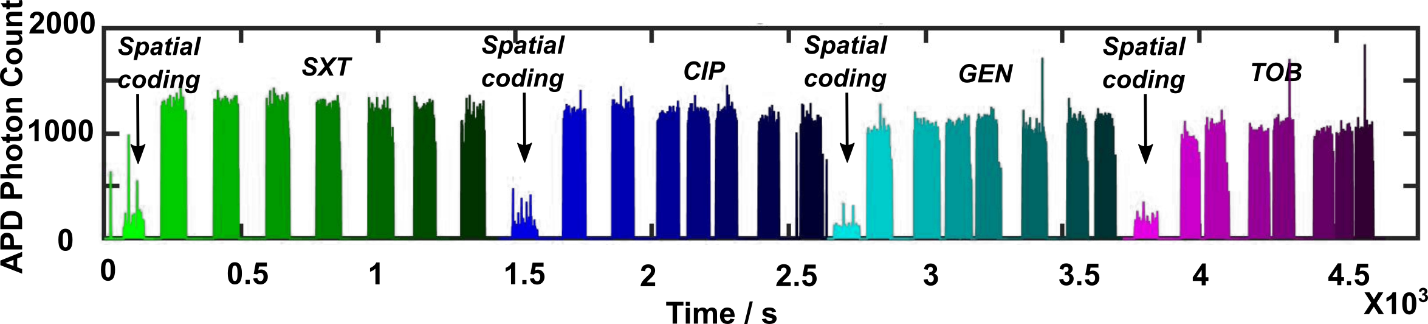 2000
1000
0
APD Photon Count
Spatial
coding
SXT
Spatial
coding
CIP
Spatial
coding
GEN
Spatial
coding
TOB
0 0.5 1 1.5 2 2.5 3 3.5 4 4.5
X10³
Time / s